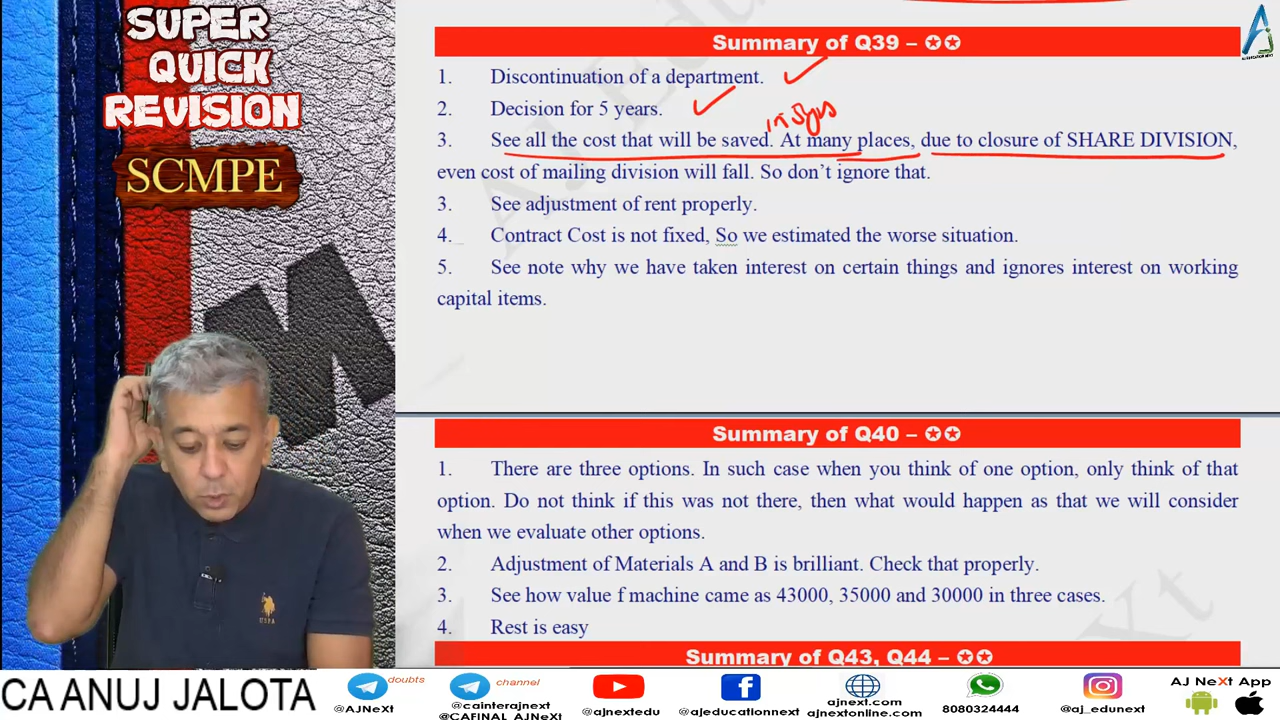 SUPER
QUICK
REVISION
SCMPE
Summary of Q39 – ✪✪
1. Discontinuation of a department.
2. Decision for 5 years.
in 5yrs
3. See all the cost that will be saved. At many places, due to closure of SHARE DIVISION,
even cost of mailing division will fall. So don’t ignore that.
3. See adjustment of rent properly.
4. Contract Cost is not fixed, So we estimated the worse situation.
5. See note why we have taken interest on certain things and ignores interest on working
capital items.
Summary of Q40 – ✪✪
1. There are three options. In such case when you think of one option, only think of that
option. Do not think if this was not there, then what would happen as that we will consider
when we evaluate other options.
2. Adjustment of Materials A and B is brilliant. Check that properly.
3. See how value f machine came as 43000, 35000 and 30000 in three cases.
4. Rest is easy
Summary of Q43, Q44 – ✪✪
USPA
CA ANUJ JALOTA
doubts
@AJNeXt
channel
@cainterajnext
@CAFINAL_AJNeXt
@ajnextedu
@ajeducationnext
ajnext.com
ajnextonline.com
8080324444
@aj_edunext
AJ NeXt App